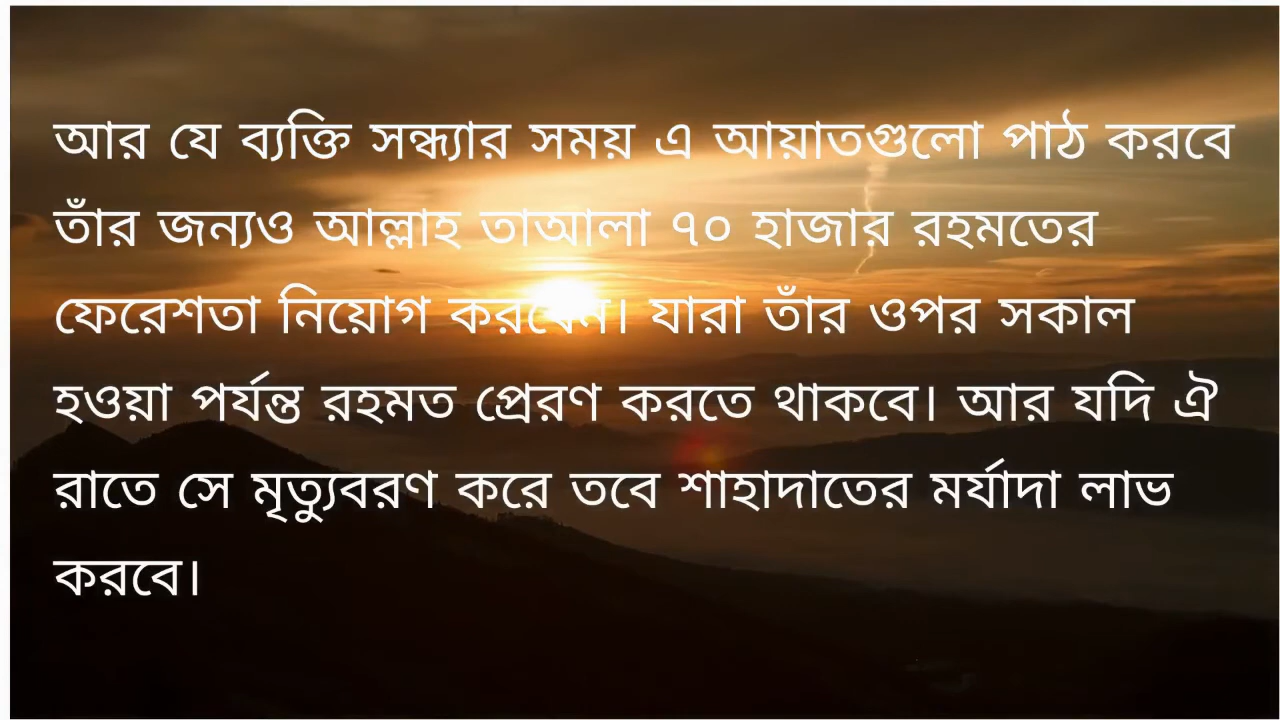 আর যে ব্যক্তি সন্ধ্যার সময় এ আয়াতগুলো পাঠ করবে
তাঁর জন্যও আল্লাহ তাআলা ৭০ হাজার রহমতের
ফেরেশতা নিয়োগ করবেন। যারা তাঁর ওপর সকাল
হওয়া পর্যন্ত রহমত প্রেরণ করতে থাকবে। আর যদি ঐ
রাতে সে মৃত্যুবরণ করে তবে শাহাদাতের মর্যাদা লাভ
করবে।